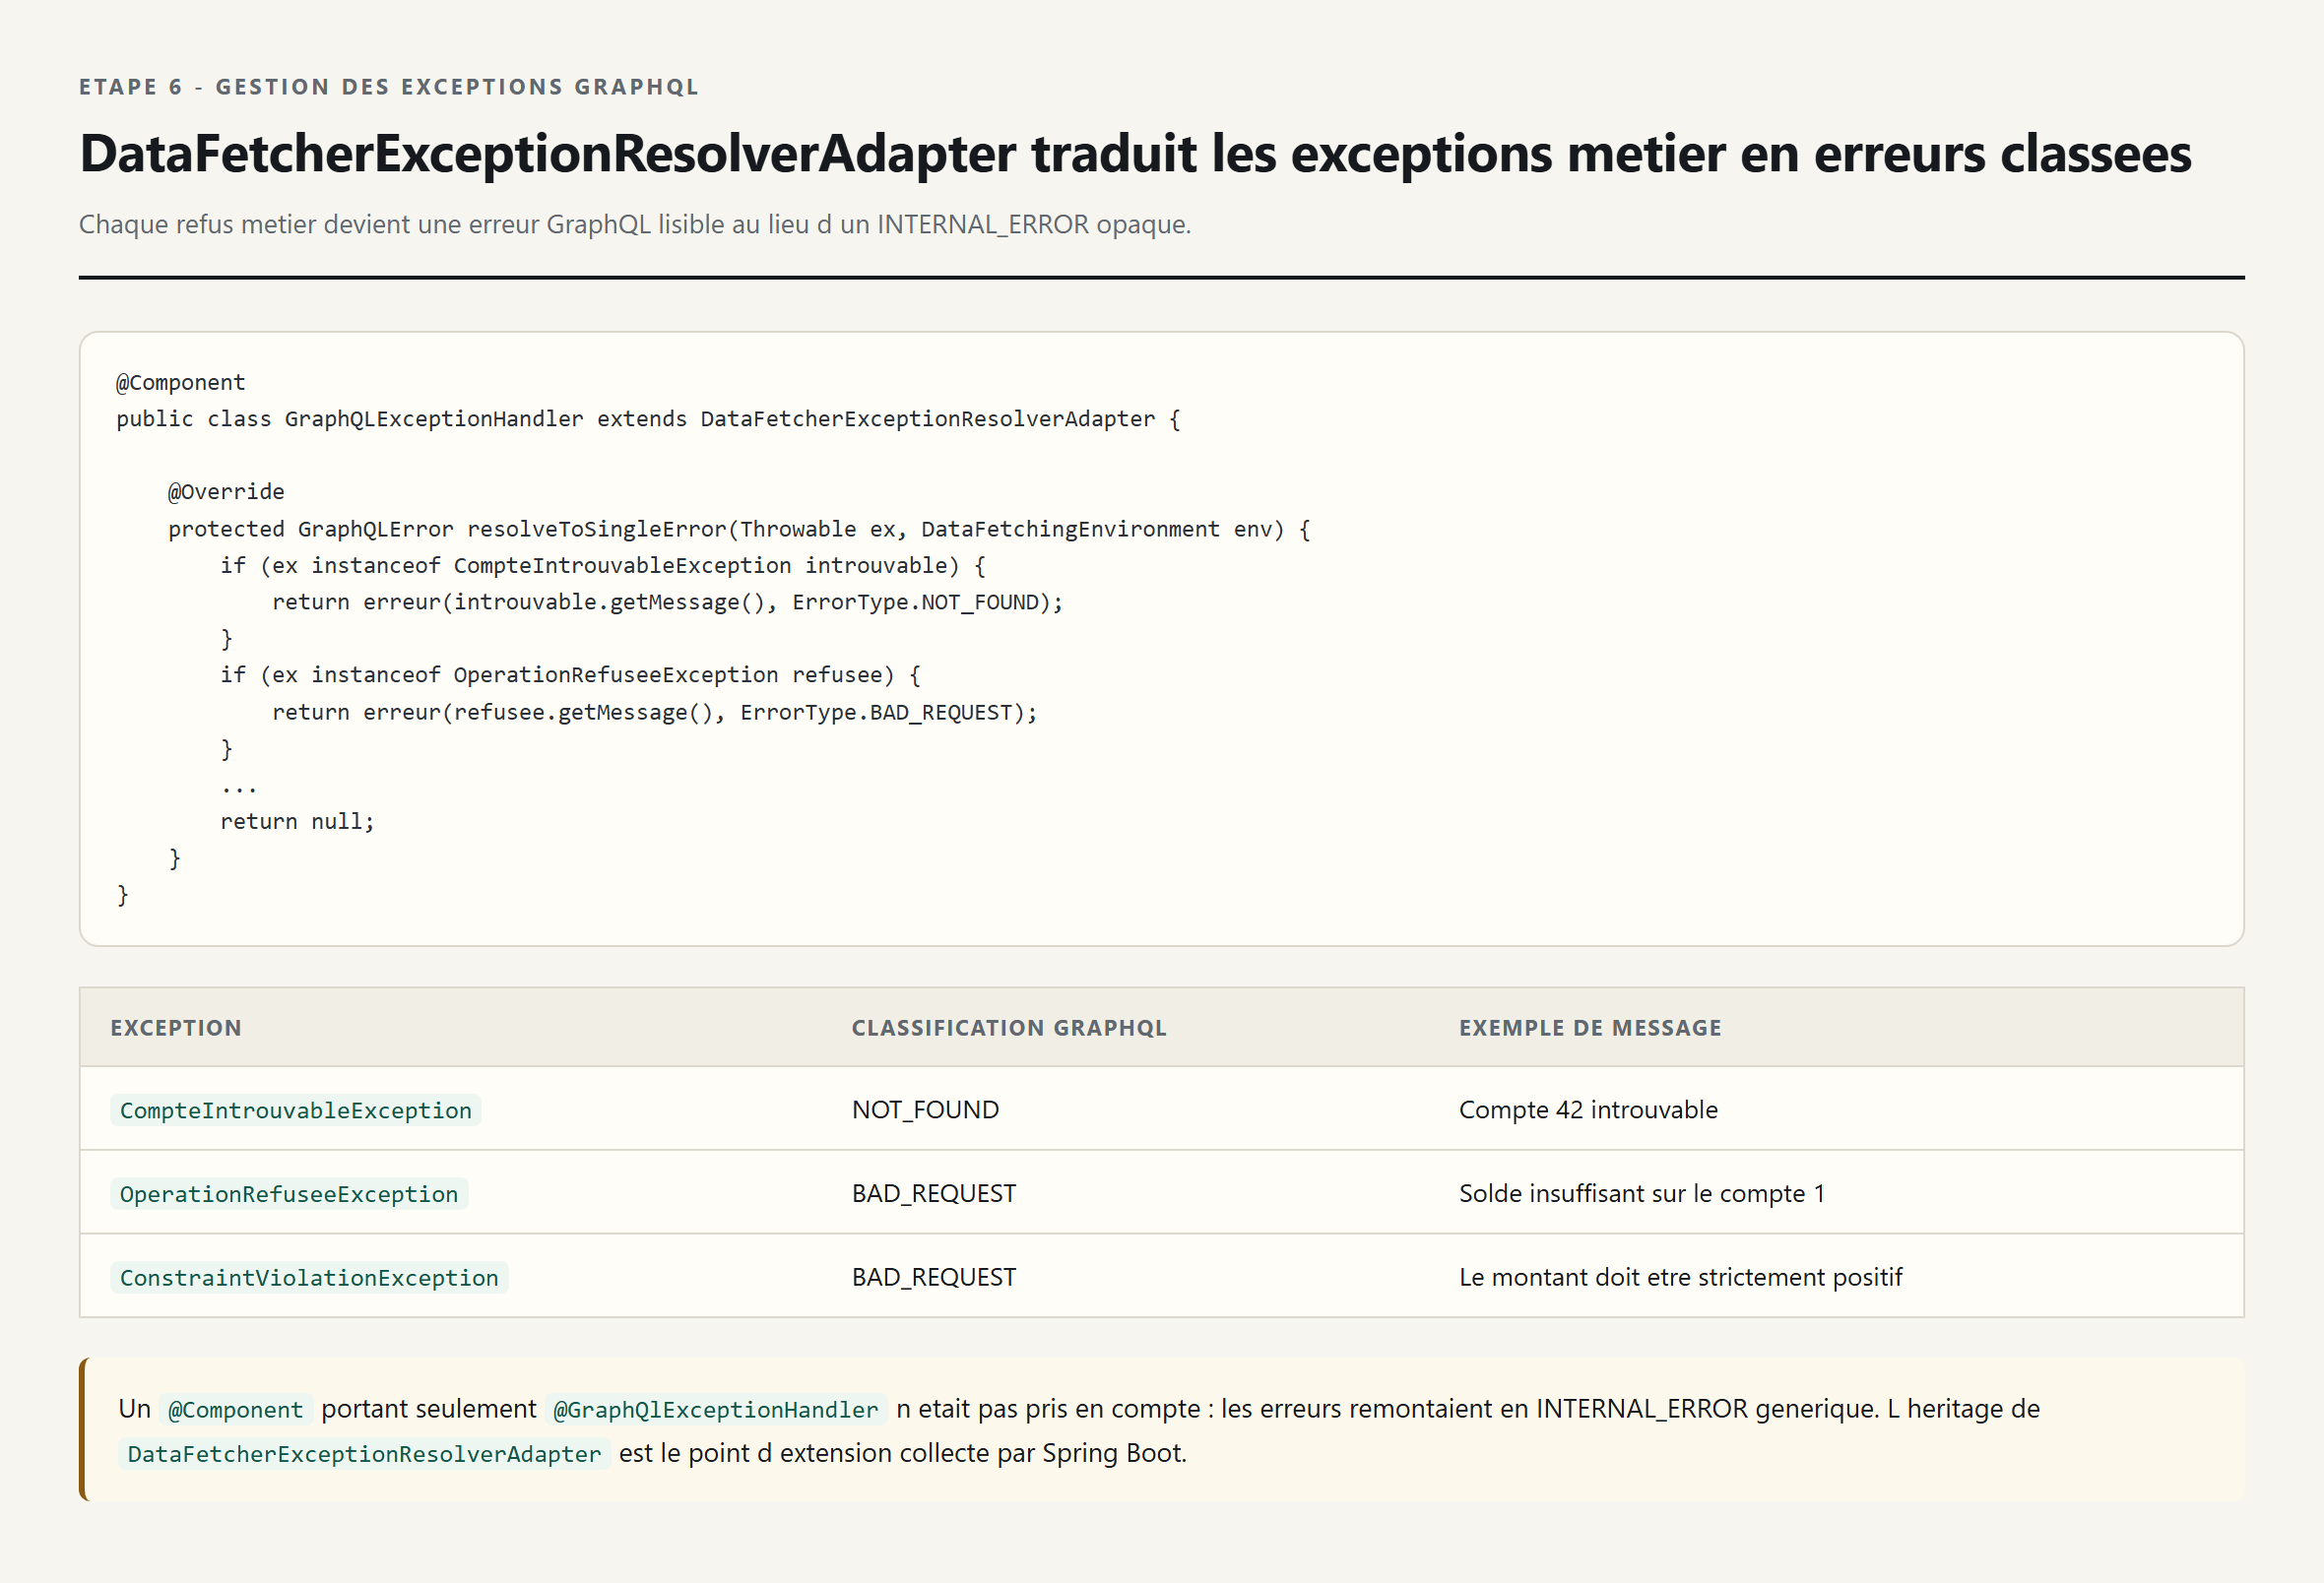 ETAPE 6 - GESTION DES EXCEPTIONS GRAPHQL
DataFetcherExceptionResolverAdapter traduit les exceptions metier en erreurs classees
Chaque refus metier devient une erreur GraphQL lisible au lieu d un INTERNAL_ERROR opaque.
@Component
public class GraphQLExceptionHandler extends DataFetcherExceptionResolverAdapter {
    @Override
    protected GraphQLError resolveToSingleError(Throwable ex, DataFetchingEnvironment env) {
        if (ex instanceof CompteIntrouvableException introuvable) {
            return erreur(introuvable.getMessage(), ErrorType.NOT_FOUND);
        }
        if (ex instanceof OperationRefuseeException refusee) {
            return erreur(refusee.getMessage(), ErrorType.BAD_REQUEST);
        }
        ...
        return null;
    }
}
EXCEPTION CLASSIFICATION GRAPHQL EXEMPLE DE MESSAGE
CompteIntrouvableException NOT_FOUND Compte 42 introuvable
OperationRefuseeException BAD_REQUEST Solde insuffisant sur le compte 1
ConstraintViolationException BAD_REQUEST Le montant doit etre strictement positif
Un @Component portant seulement @GraphQlExceptionHandler n etait pas pris en compte : les erreurs remontaient en INTERNAL_ERROR generique. L heritage de
DataFetcherExceptionResolverAdapter est le point d extension collecte par Spring Boot.